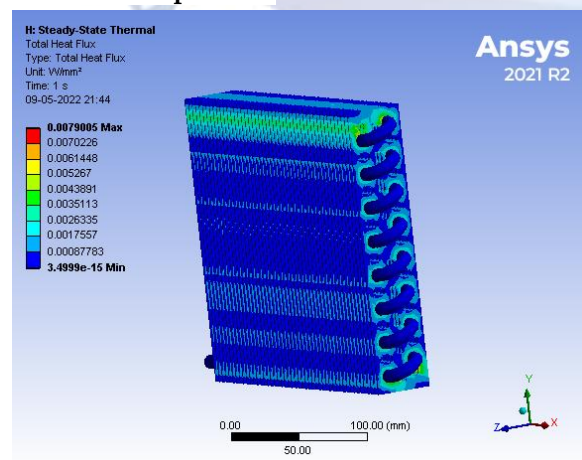 H: Steady-State Thermal
Total Heat Flux
Type: Total Heat Flux
Unit: W/mm²
Time: 1 s
09-05-2022 21:44
0.0079005 Max
0.0070226
0.0061448
0.005267
0.0043891
0.0035113
0.0026335
0.0017557
0.00087783
3.4999e-15 Min
Ansys
2021 R2
0.00
100.00 (mm)
50.00
Y
Z
X